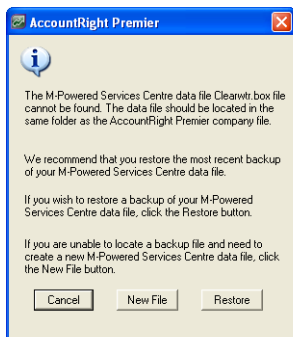 AccountRight Premier
The M-Powered Services Centre data file Clearwtr.box file
cannot be found. The data file should be located in the
same folder as the AccountRight Premier company file.
We recommend that you restore the most recent backup
of your M-Powered Services Centre data file.
If you wish to restore a backup of your M-Powered
Services Centre data file, click the Restore button.
If you are unable to locate a backup file and need to
create a new M-Powered Services Centre data file, click
the New File button.
Cancel New File Restore